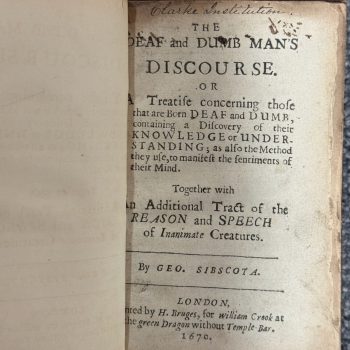 Clarke Institution.
THE
DEAF and DUMB MAN'S
DISCOURSE.
OR
A Treatise concerning those
that are Born DEAF and DUMB,
containing a Discovery of their
KNOWLEDGE or UNDER-
STANDING; as also the Method
they use, to manifest the sentiments of
their Mind.
Together with
An Additional Tract of the
REASON and SPEECH
of Inanimate Creatures.
By GEO. SIBSCOTA.
LONDON,
nted by H. Bruges, for William Crook at
the green Dragon without Temple Bar.
1670.